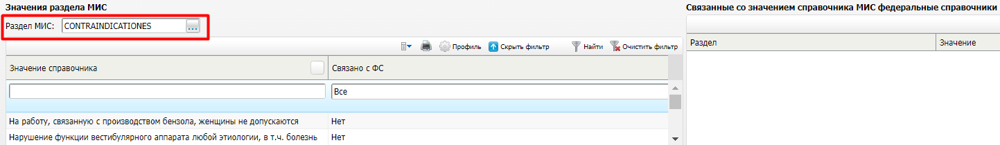 Значения раздела МИС
Раздел МИС: CONTRAINDICATIONES ...
Профиль Скрыть фильтр Найти Очистить фильтр
Значение справочника Связано с ФС
Все
На работу, связанную с производством бензола, женщины не допускаются Нет
Нарушение функции вестибулярного аппарата любой этиологии, в т.ч. болезнь Нет
Связанные со значением справочника МИС федеральные справочники
Раздел Значение